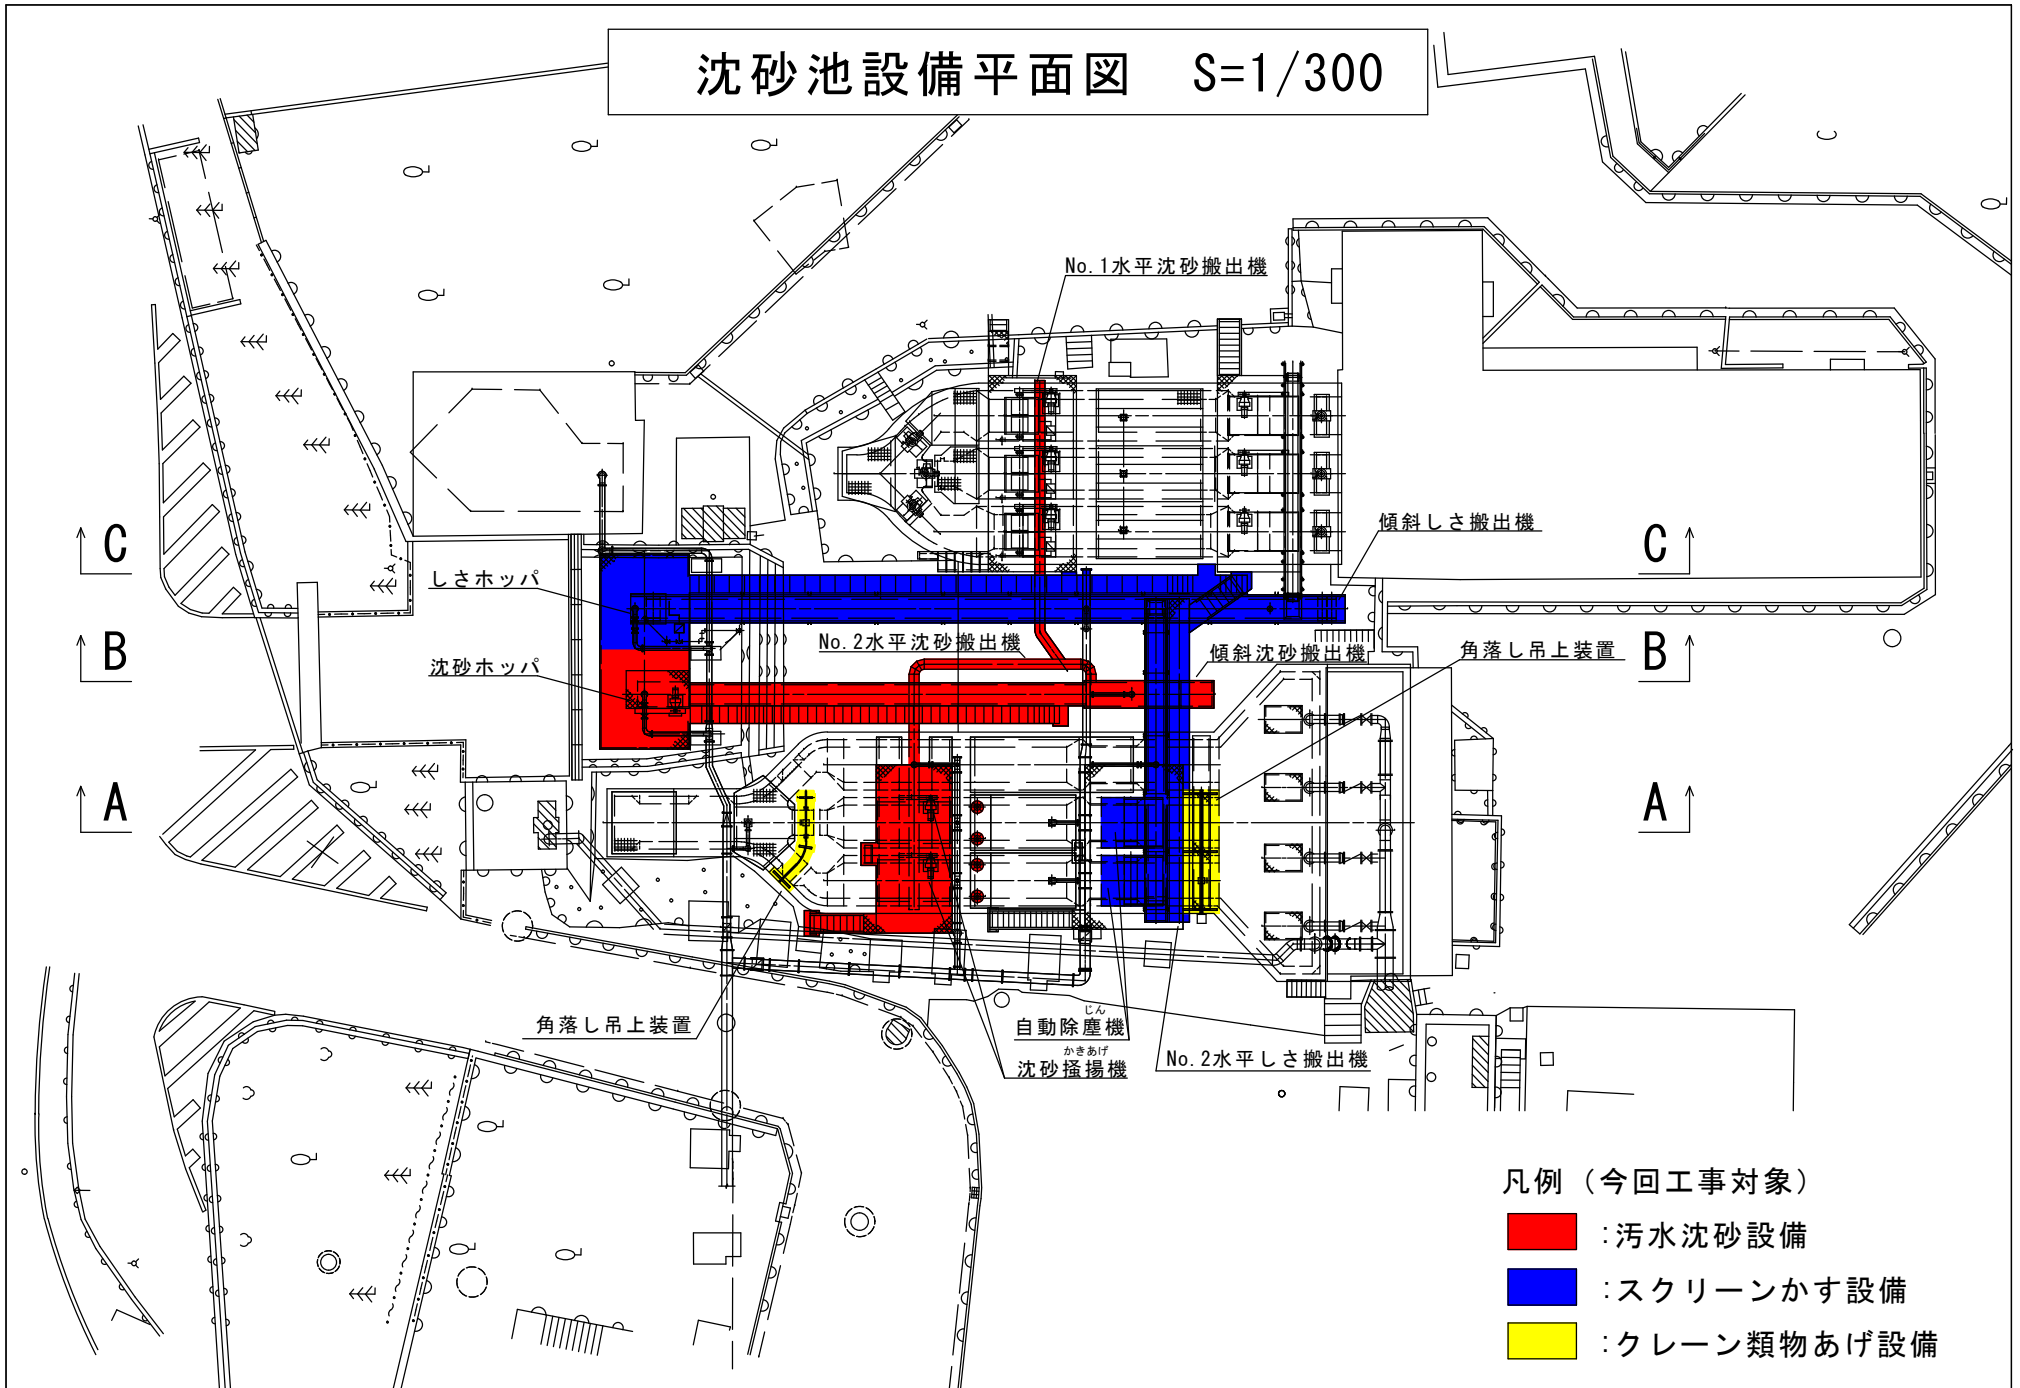 沈砂池設備平面図　S=1/300
No.1水平沈砂搬出機
傾斜しさ搬出機
C
C
しさホッパ
No.2水平沈砂搬出機
傾斜沈砂搬出機
角落し吊上装置
B
B
沈砂ホッパ
A
A
角落し吊上装置
じん
自動除塵機
かきあげ
沈砂掻揚機
No.2水平しさ搬出機
凡例（今回工事対象）
：汚水沈砂設備
：スクリーンかす設備
：クレーン類物あげ設備